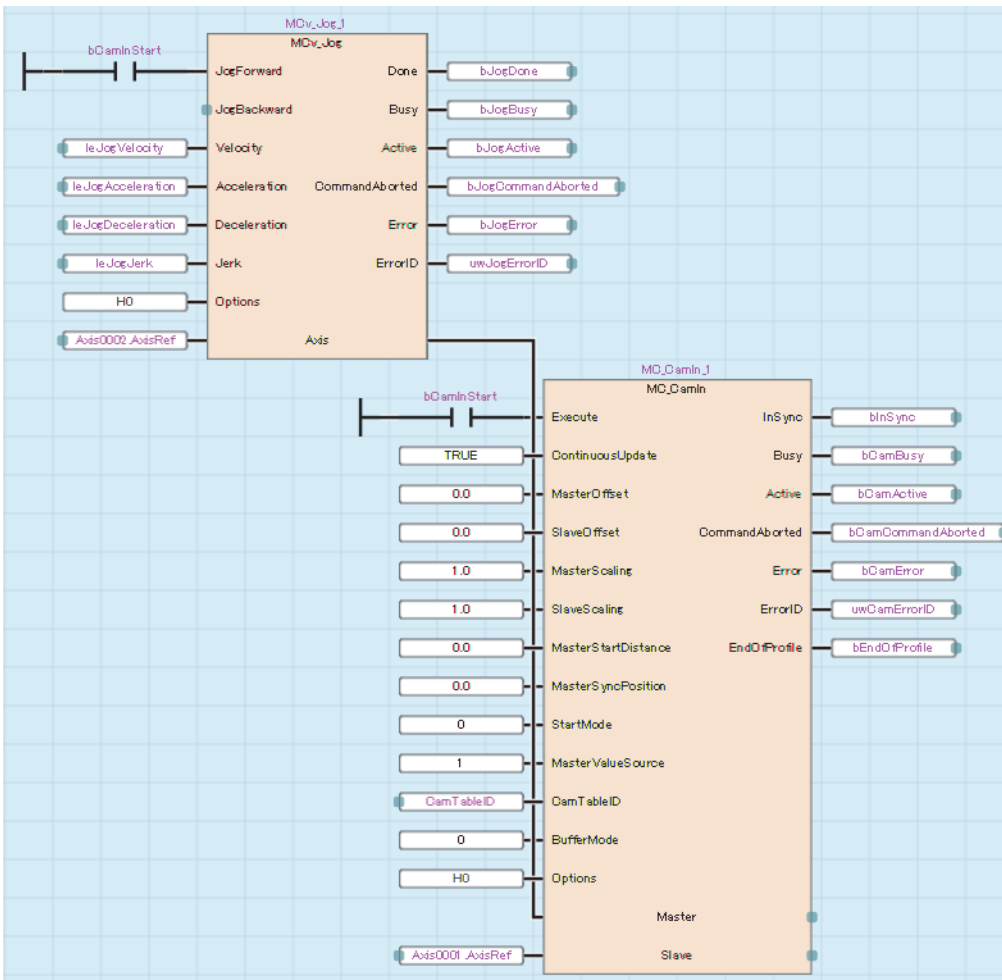 MCv_Jog_1
MCv_Jog
bCamInStart
JogForward Done bJogDone
JogBackward Busy bJogBusy
leJogVelocity Velocity Active bJogActive
leJogAcceleration Acceleration CommandAborted bJogCommandAborted
leJogDeceleration Deceleration Error bJogError
leJogJerk Jerk ErrorID uwJogErrorID
H0 Options
Axis0002.AxisRef Axis
MC_CamIn_1
MC_CamIn
bCamInStart
Execute InSync bInSync
TRUE ContinuousUpdate Busy bCamBusy
0.0 MasterOffset Active bCamActive
0.0 SlaveOffset CommandAborted bCamCommandAborted
1.0 MasterScaling Error bCamError
1.0 SlaveScaling ErrorID uwCamErrorID
0.0 MasterStartDistance EndOfProfile bEndOfProfile
0.0 MasterSyncPosition
0 StartMode
1 MasterValueSource
CamTableID CamTableID
0 BufferMode
H0 Options
Master
Axis0001.AxisRef Slave